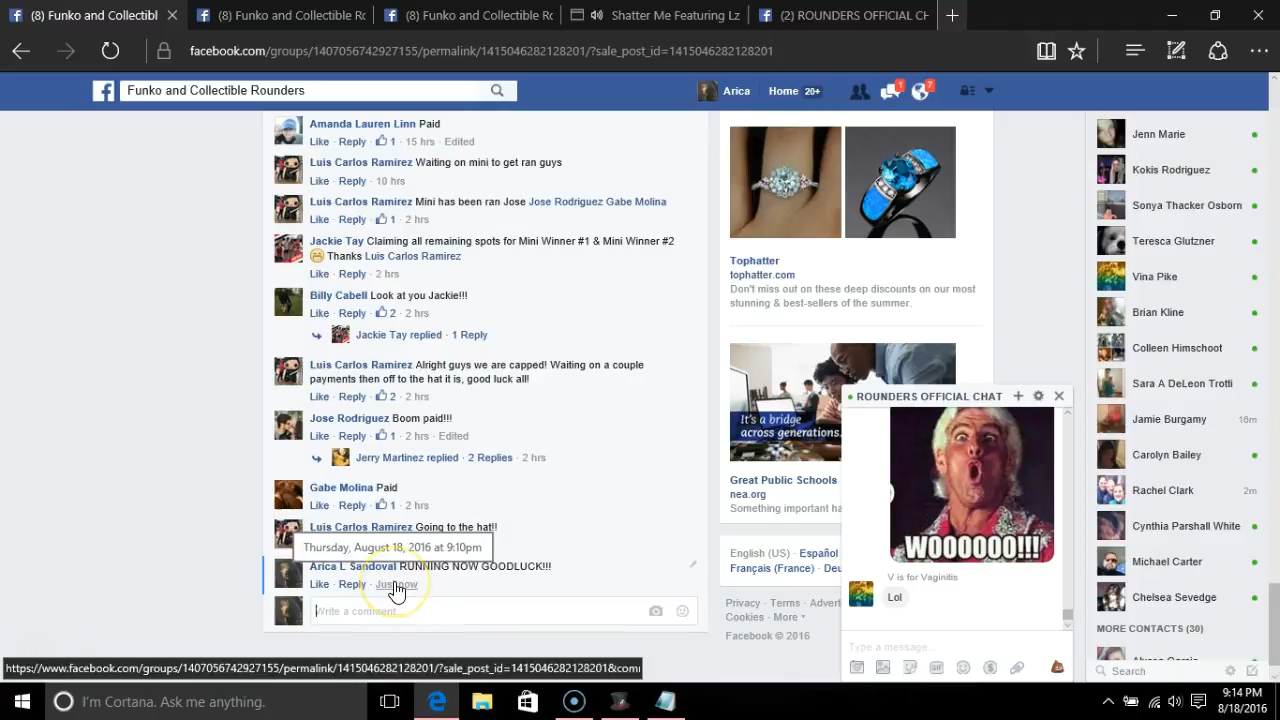 (8) Funko and Collectibl
(8) Funko and Collectible Ro
(8) Funko and Collectible Ro
Shatter Me Featuring Lz
(2) ROUNDERS OFFICIAL CH
facebook.com/groups/1407056742927155/permalink/1415046282128201/?sale_post_id=1415046282128201
Funko and Collectible Rounders
Arica
Home 20+
1
7
Amanda Lauren Linn Paid
Like · Reply · 1 · 15 hrs · Edited
Luis Carlos Ramirez Waiting on mini to get ran guys
Like · Reply · 10 hrs
Luis Carlos Ramirez Mini has been ran Jose Jose Rodriguez Gabe Molina
Like · Reply · 1 · 2 hrs
Jackie Tay Claiming all remaining spots for Mini Winner #1 & Mini Winner #2
Thanks Luis Carlos Ramirez
Like · Reply · 2 hrs
Billy Cabell Look at you Jackie!!!
Like · Reply · 2 · 2 hrs
Jackie Tay replied · 1 Reply
Luis Carlos Ramirez Alright guys we are capped! Waiting on a couple
payments then off to the hat it is, good luck all!
Like · Reply · 2 · 2 hrs
Jose Rodriguez Boom paid!!!
Like · Reply · 1 · 2 hrs · Edited
Jerry Martinez replied · 2 Replies · 2 hrs
Gabe Molina Paid
Like · Reply · 1 · 2 hrs
Luis Carlos Ramirez Going to the hat!!
Thursday, August 18, 2016 at 9:10pm
Arica L Sandoval RUNNING NOW GOODLUCK!!!
Like · Reply · Just now
Write a comment...
https://www.facebook.com/groups/1407056742927155/permalink/1415046282128201/?sale_post_id=1415046282128201&com
Tophatter
tophatter.com
Don't miss out on these deep discounts on our most
stunning & best-sellers of the summer.
It's a bridge
across generations.
Great Public Schools
nea.org
Something important ha
English (US) · Español
Français (France) · Deu
Privacy · Terms · Advert
Cookies · More
Facebook © 2016
ROUNDERS OFFICIAL CHAT
WOOOOOO!!!
V is for Vaginitis
Lol
Type a message...
Jenn Marie
Kokis Rodriguez
Sonya Thacker Osborn
Teresca Glutzner
Vina Pike
Brian Kline
Colleen Himschoot
Sara A DeLeon Trotti
Jamie Burgamy 16m
Carolyn Bailey
Rachel Clark 2m
Cynthia Parshall White
Michael Carter
Chelsea Sevedge
MORE CONTACTS (30)
Search
I'm Cortana. Ask me anything.
9:14 PM
8/18/2016